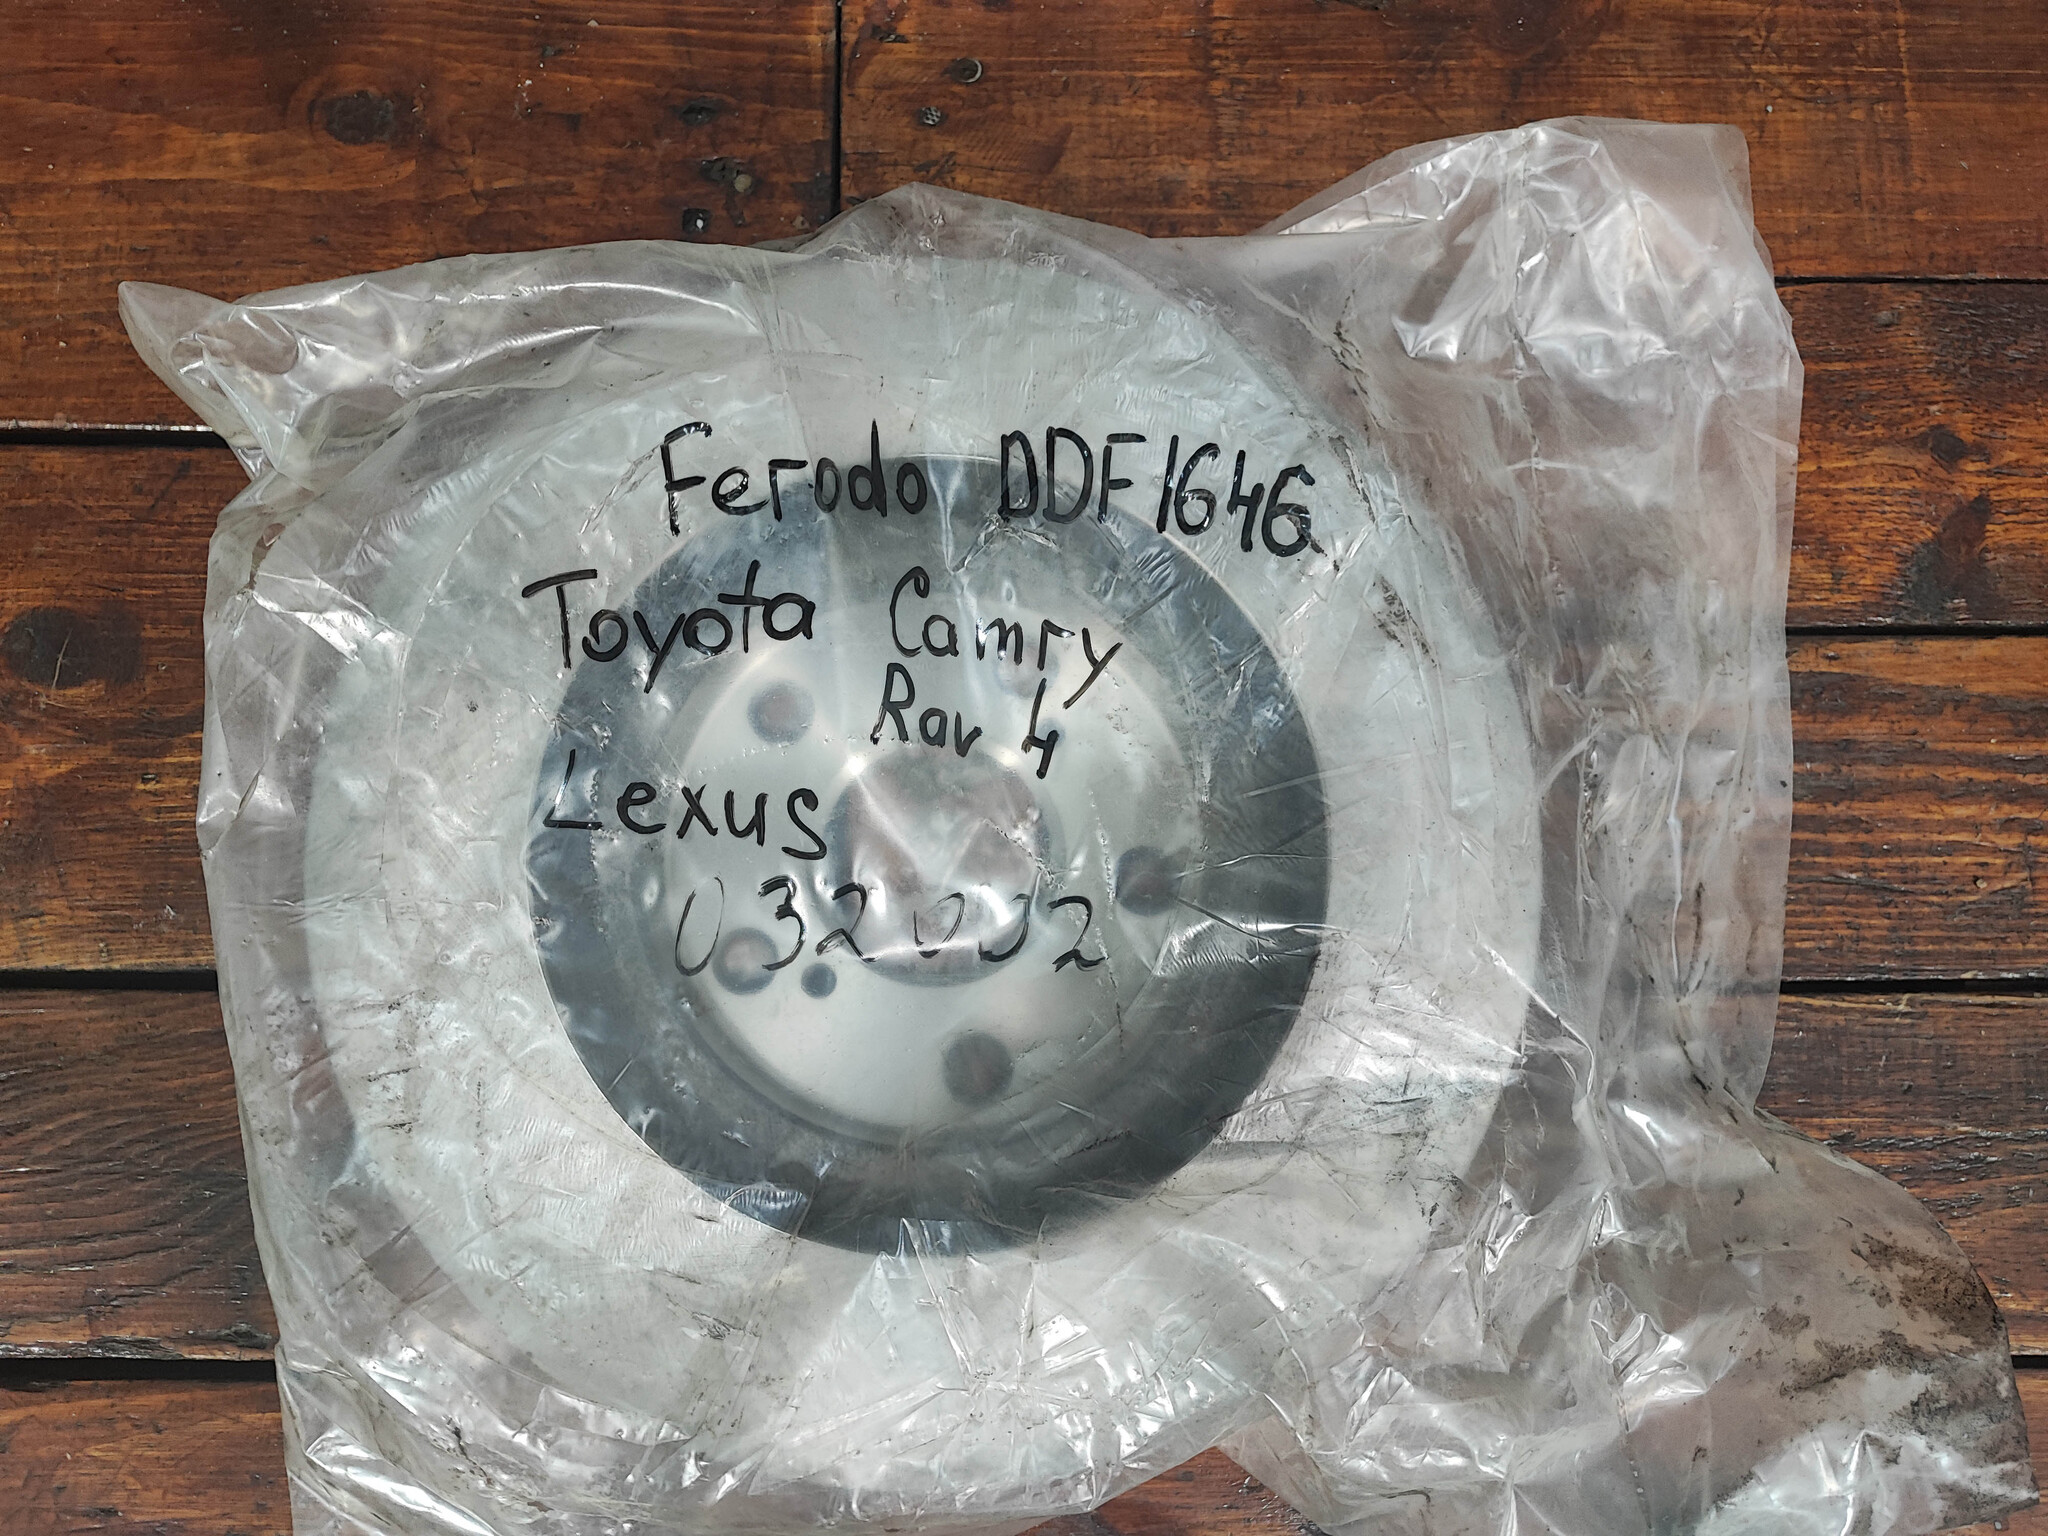 Ferodo DDF1646
Toyota Camry
Rav 4
Lexus
032002